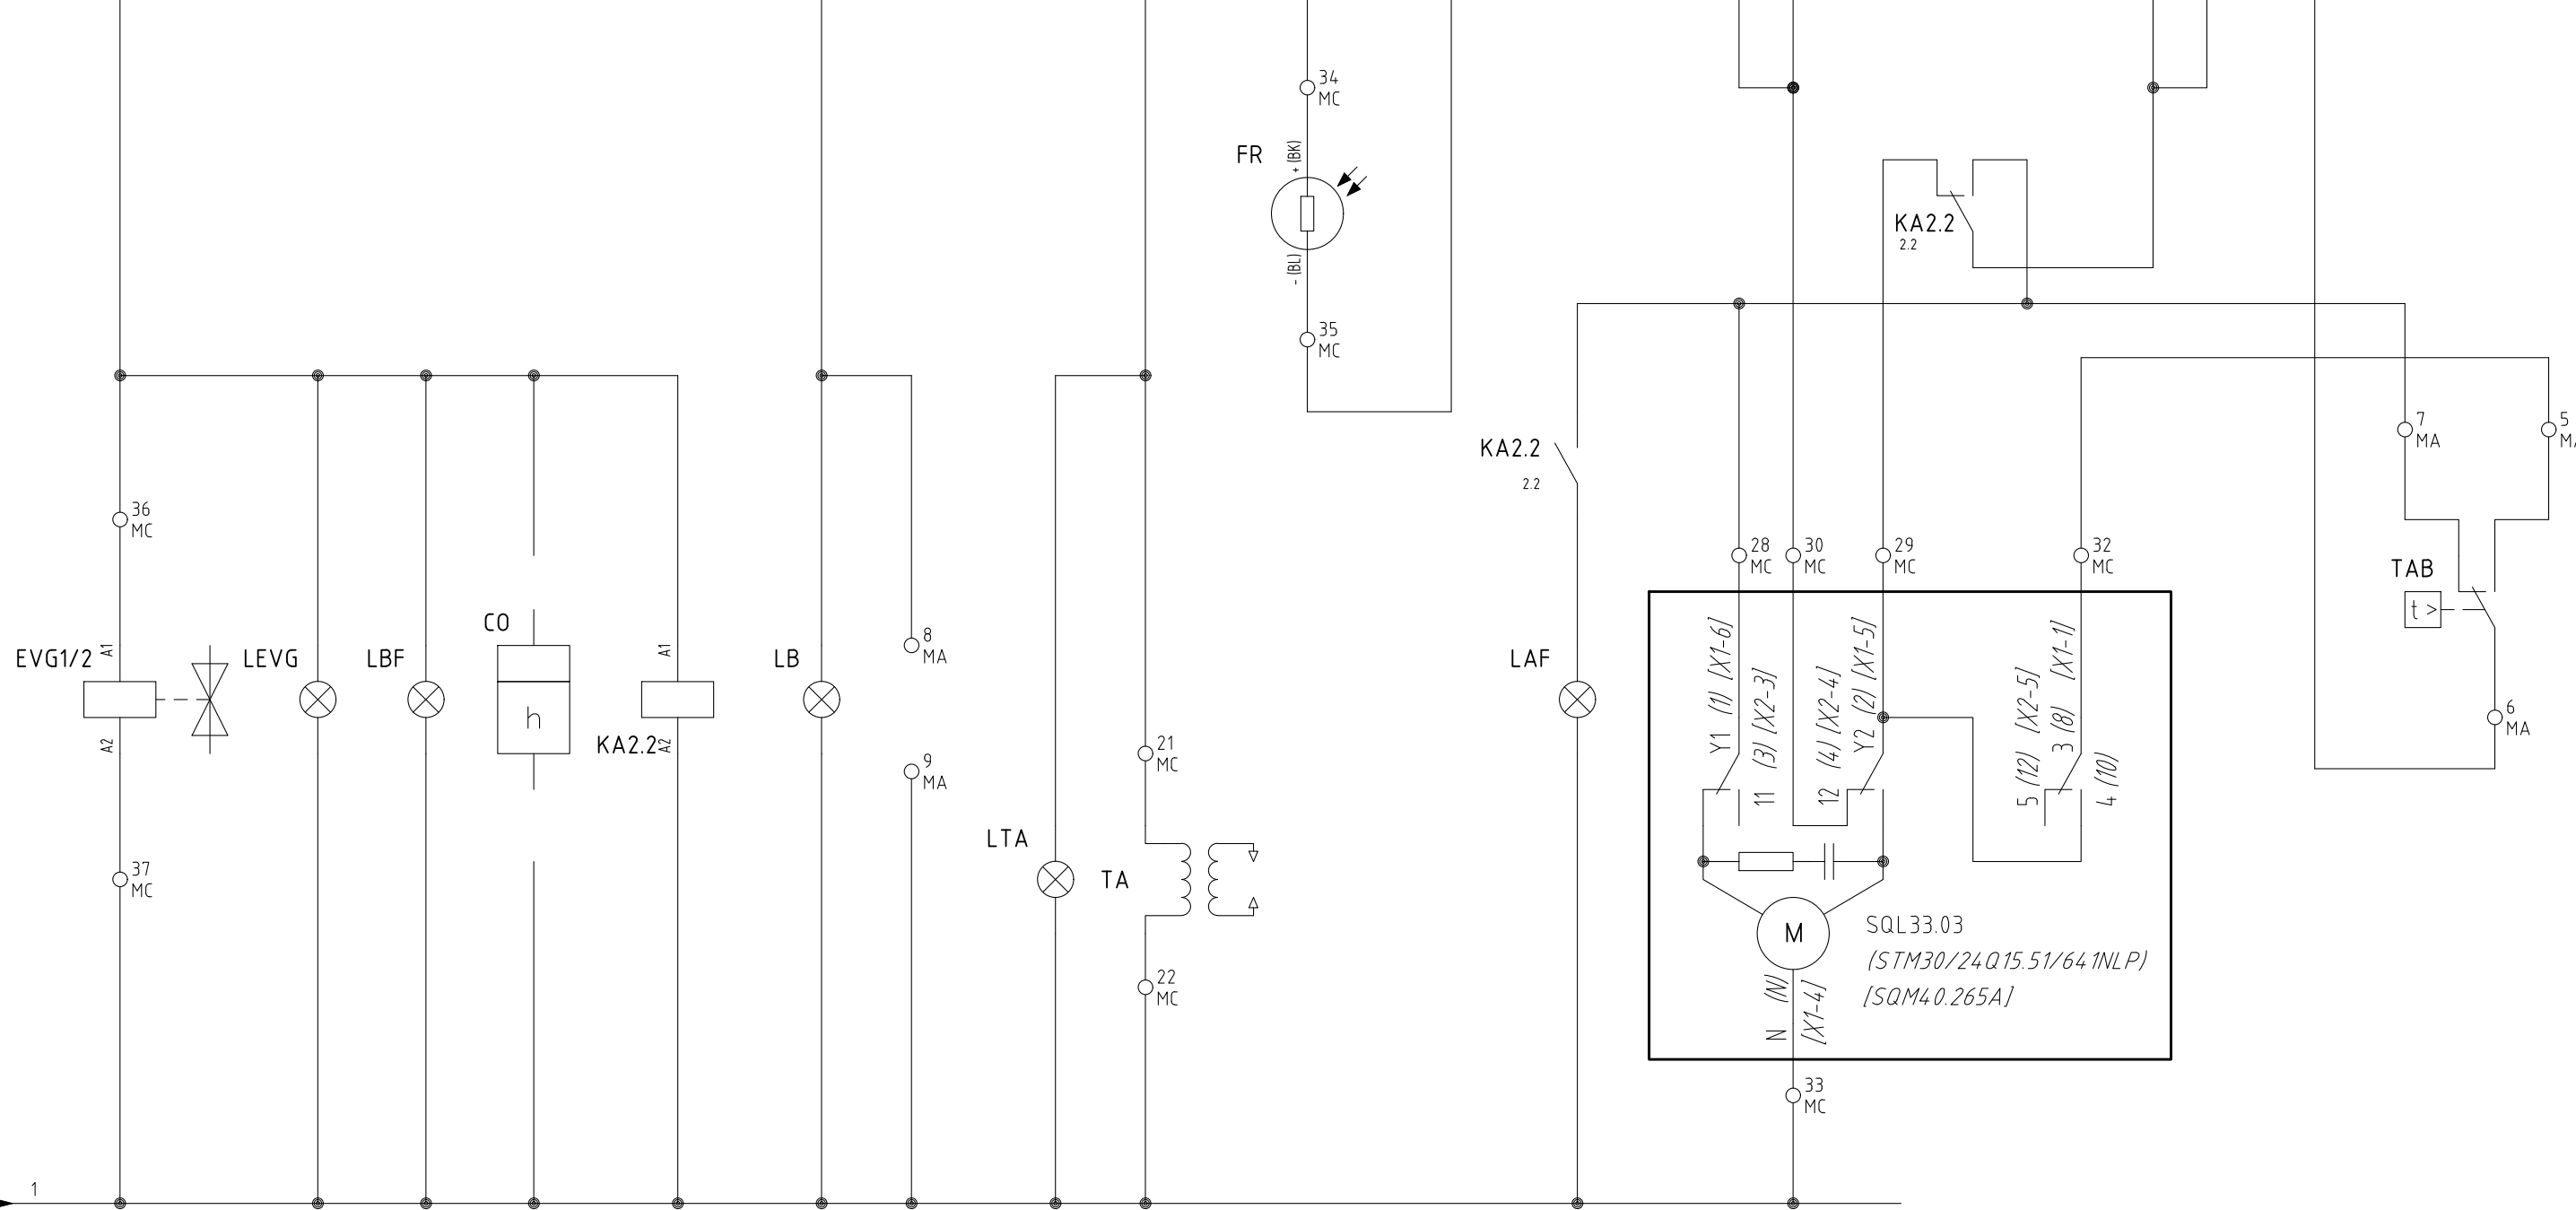 34
MC
FR
+ (BK)
- (BL)
35
MC
KA2.2
2.2
7
MA
5
KA2.2
2.2
36
MC
28
MC
30
MC
29
MC
32
MC
TAB
t >
CO
h
EVG1/2
A1
A2
LEVG
LBF
KA2.2
A1
A2
LB
8
MA
9
MA
LAF
6
MA
Y1 (1) [X1-6]
11 (3) [X2-3]
12 (4) [X2-4]
Y2 (2) [X1-5]
5 (12) [X2-5]
3 (8) [X1-1]
4 (10)
21
MC
LTA
TA
37
MC
22
MC
M
SQL33.03
(STM30/24Q15.51/641NLP)
[SQM40.265A]
N (N)
[X1-4]
33
MC
1